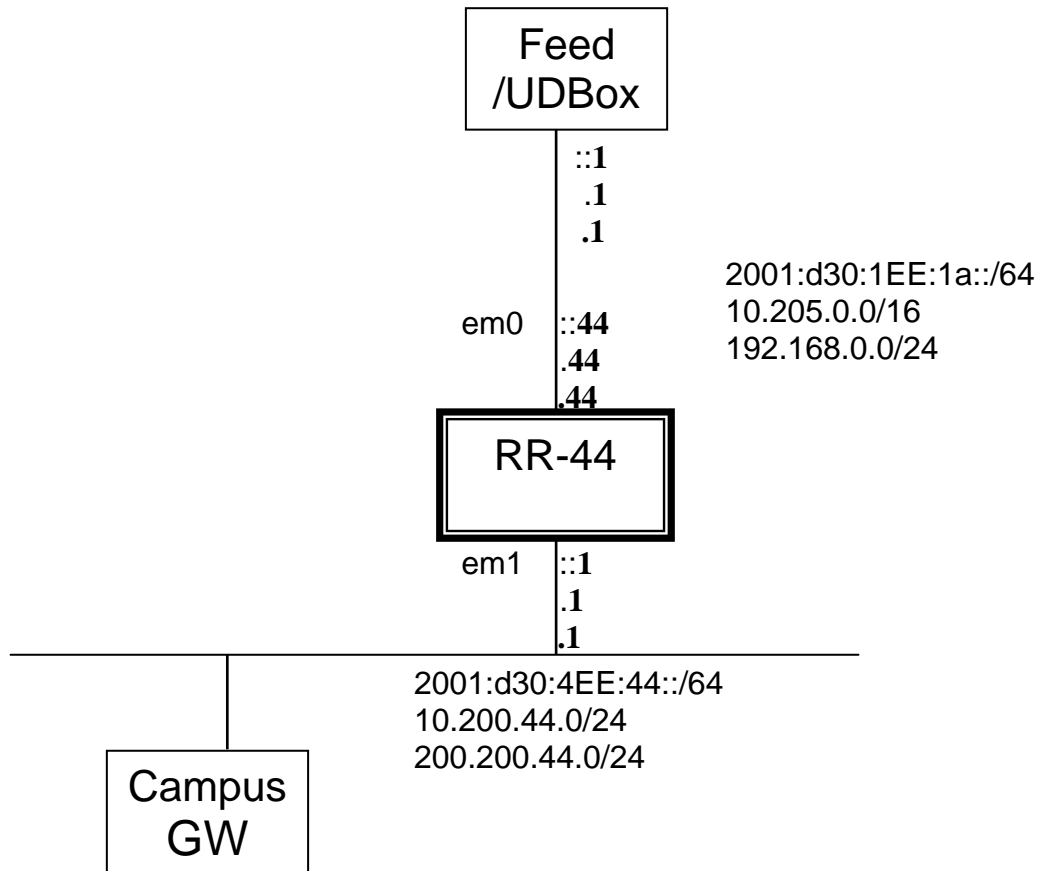 Feed
/UDBox
::1
.1
.1
2001:d30:1EE:1a::/64
10.205.0.0/16
192.168.0.0/24
em0
::44
.44
.44
RR-44
em1
::1
.1
.1
2001:d30:4EE:44::/64
10.200.44.0/24
200.200.44.0/24
Campus
GW